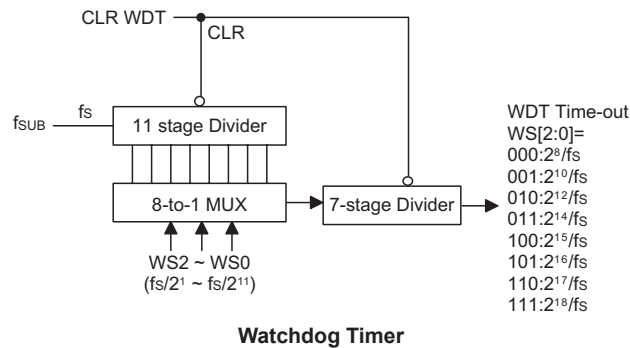 CLR WDT
CLR
fS
fSUB
11 stage Divider
8-to-1 MUX
7-stage Divider
WS2 ~ WS0
(fS/2¹ ~ fS/2¹¹)
WDT Time-out
WS[2:0]=
000:2⁸/fS
001:2¹⁰/fS
010:2¹²/fS
011:2¹⁴/fS
100:2¹⁵/fS
101:2¹⁶/fS
110:2¹⁷/fS
111:2¹⁸/fS
Watchdog Timer